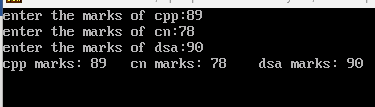 enter the marks of cpp:89
enter the marks of cn:78
enter the marks of dsa:90
cpp marks: 89   cn marks: 78    dsa marks: 90